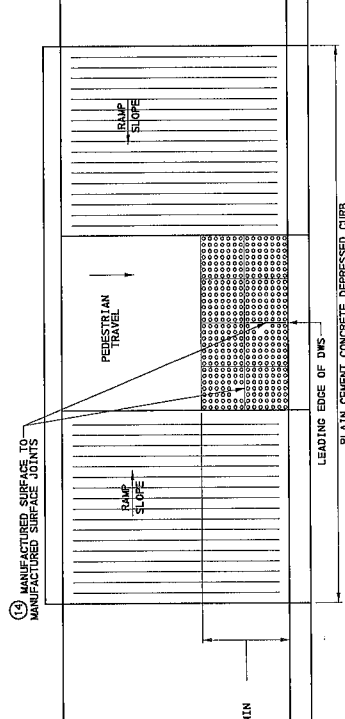 14 MANUFACTURED SURFACE TO
MANUFACTURED SURFACE JOINTS
RAMP
SLOPE
PEDESTRIAN
TRAVEL
RAMP
SLOPE
MIN
LEADING EDGE OF DWS
PLAIN CEMENT CONCRETE DEPRESSED CURB